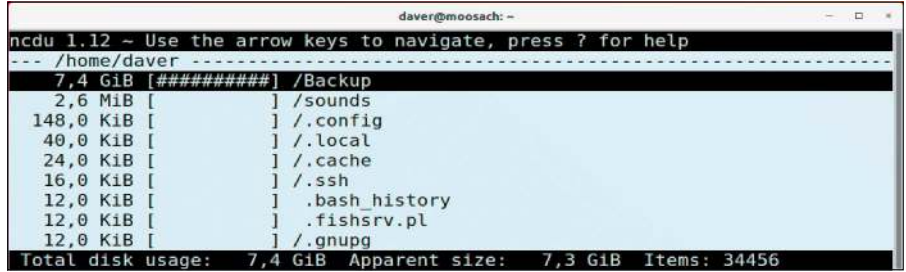 daver@moosach: ~
ncdu 1.12 ~ Use the arrow keys to navigate, press ? for help
--- /home/daver ---------------------------------------------------------------
    7,4 GiB [##########] /Backup
    2,6 MiB [          ] /sounds
  148,0 KiB [          ] /.config
   40,0 KiB [          ] /.local
   24,0 KiB [          ] /.cache
   16,0 KiB [          ] /.ssh
   12,0 KiB [          ]  .bash_history
   12,0 KiB [          ]  .fishsrv.pl
   12,0 KiB [          ] /.gnupg
 Total disk usage:   7,4 GiB  Apparent size:   7,3 GiB  Items: 34456